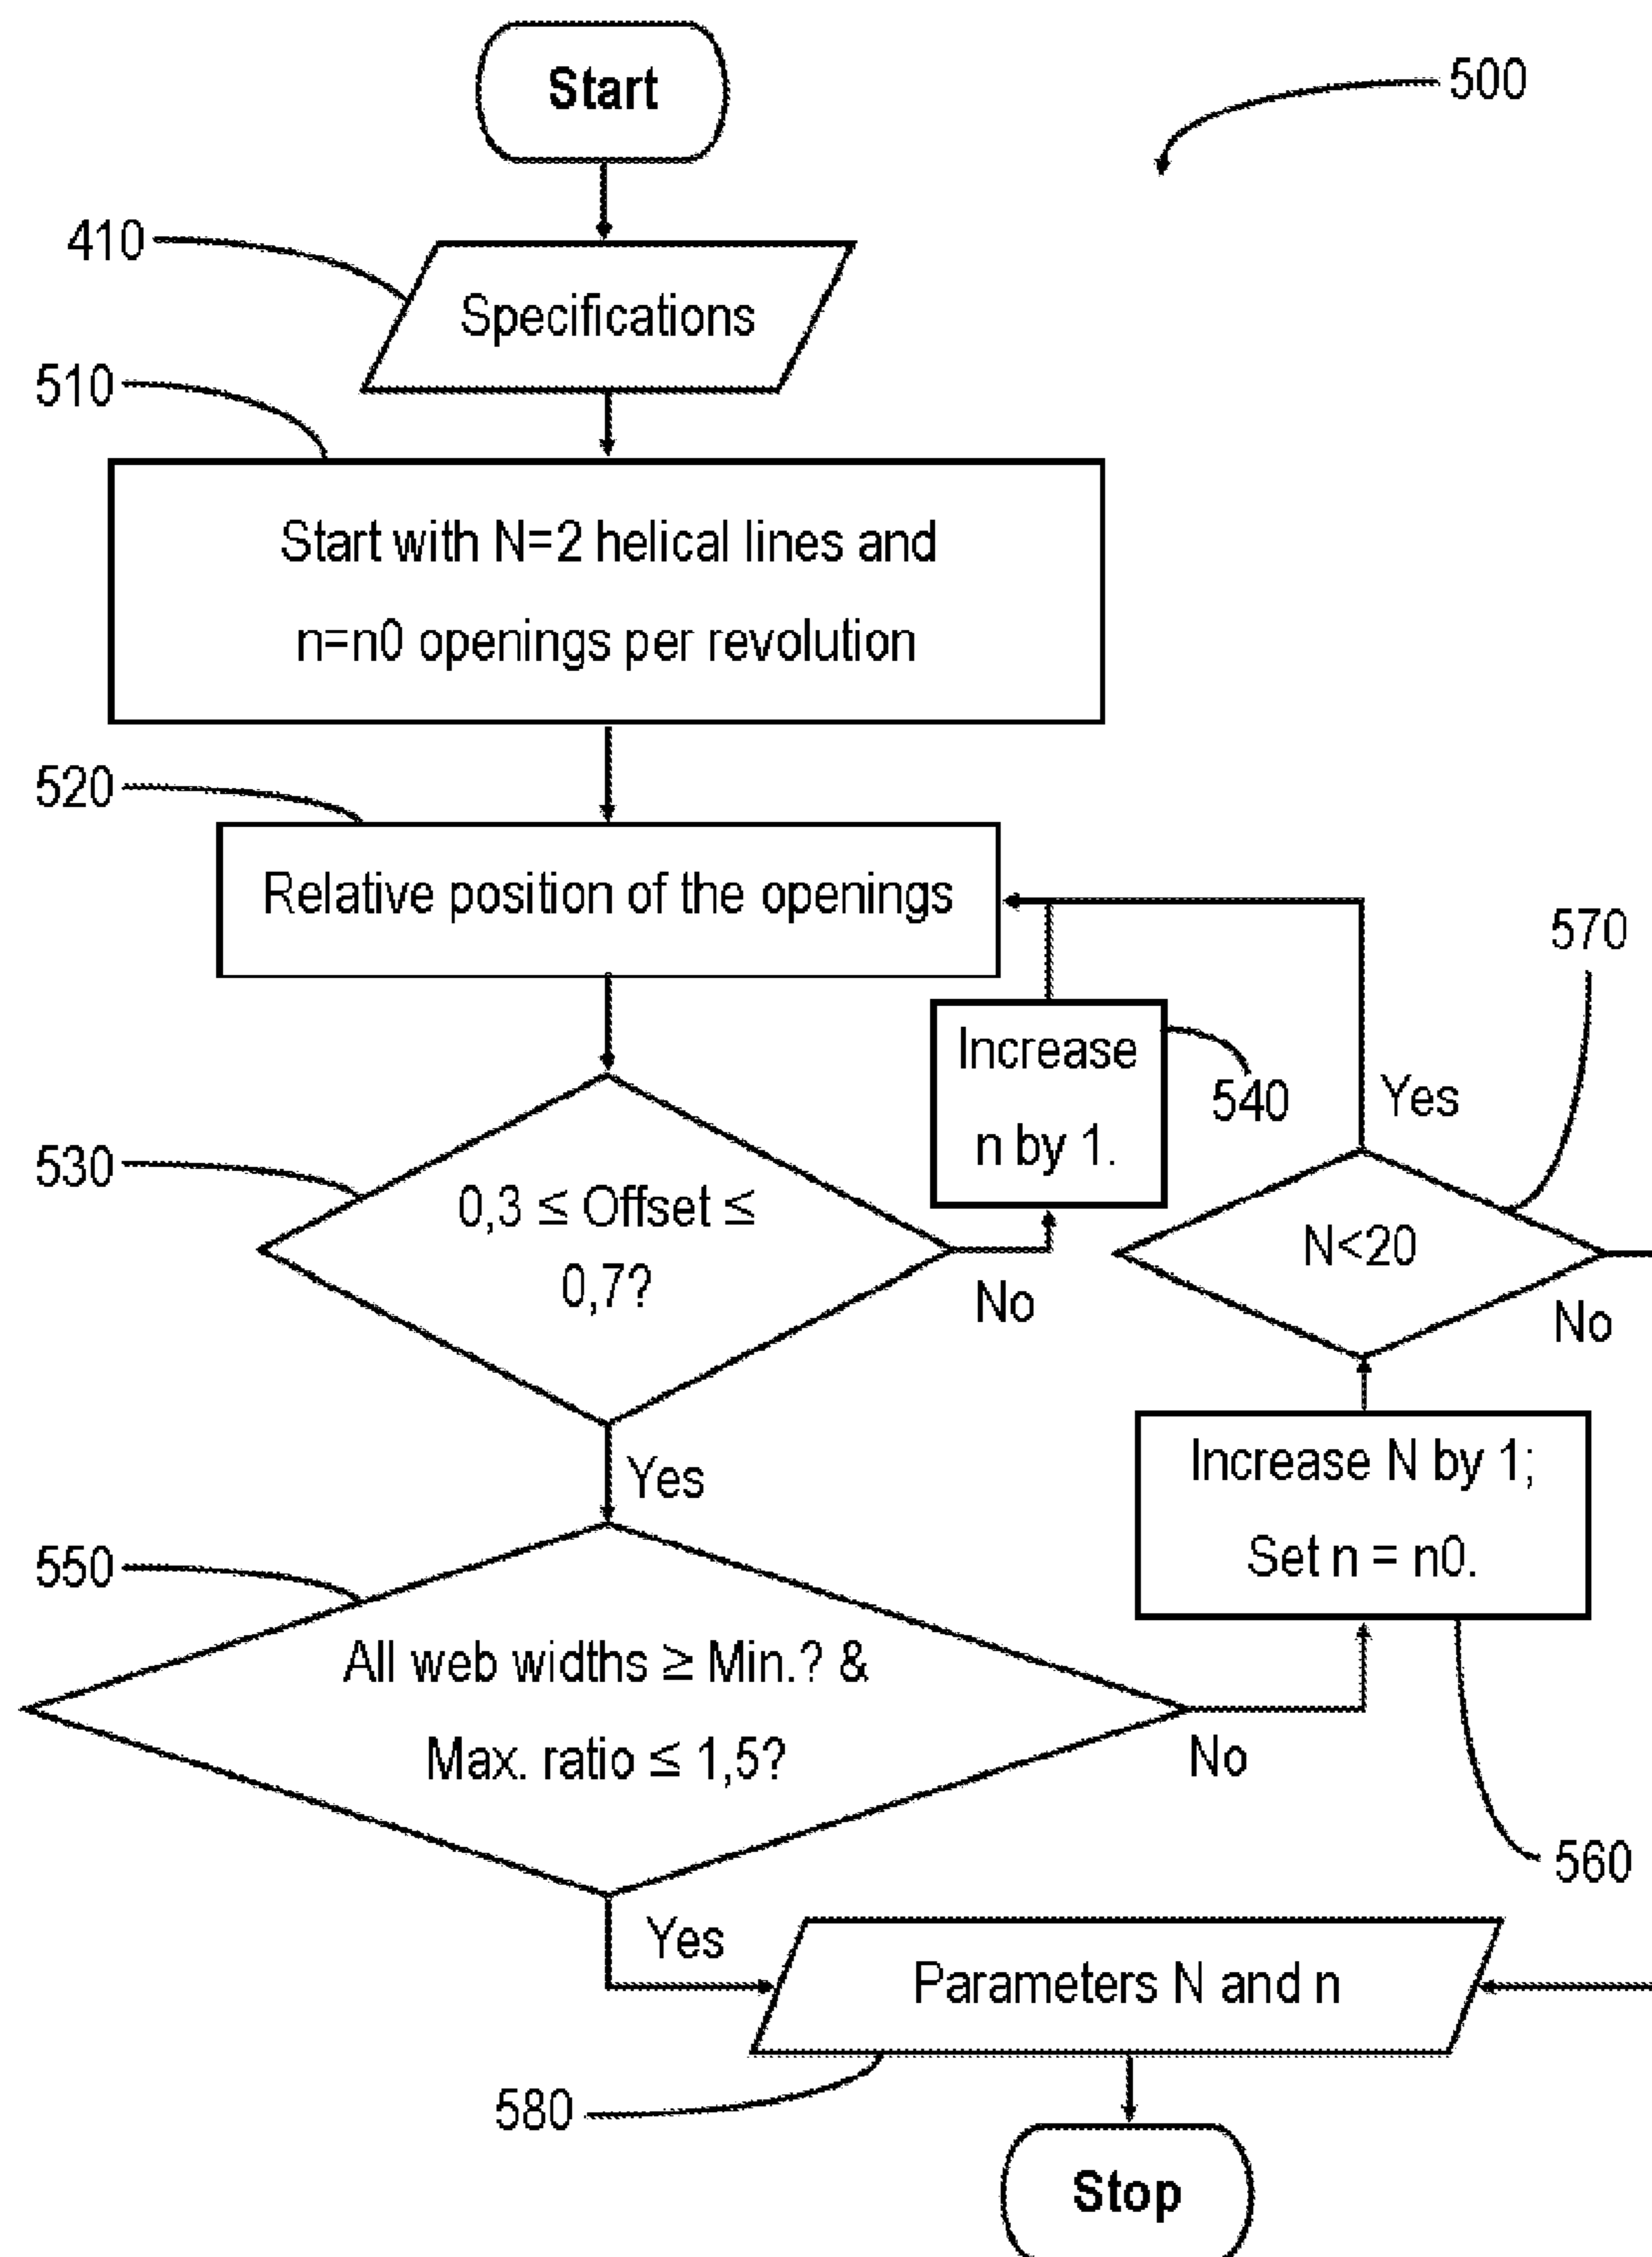 Start
500
410
Specifications
510
Start with N=2 helical lines and
n=n0 openings per revolution
520
Relative position of the openings
570
Increase
n by 1.
540
Yes
530
0,3 ≤ Offset ≤
0,7?
No
N<20
No
Yes
Increase N by 1;
Set n = n0.
550
All web widths ≥ Min.? &
Max. ratio ≤ 1,5?
No
560
Yes
Parameters N and n
580
Stop